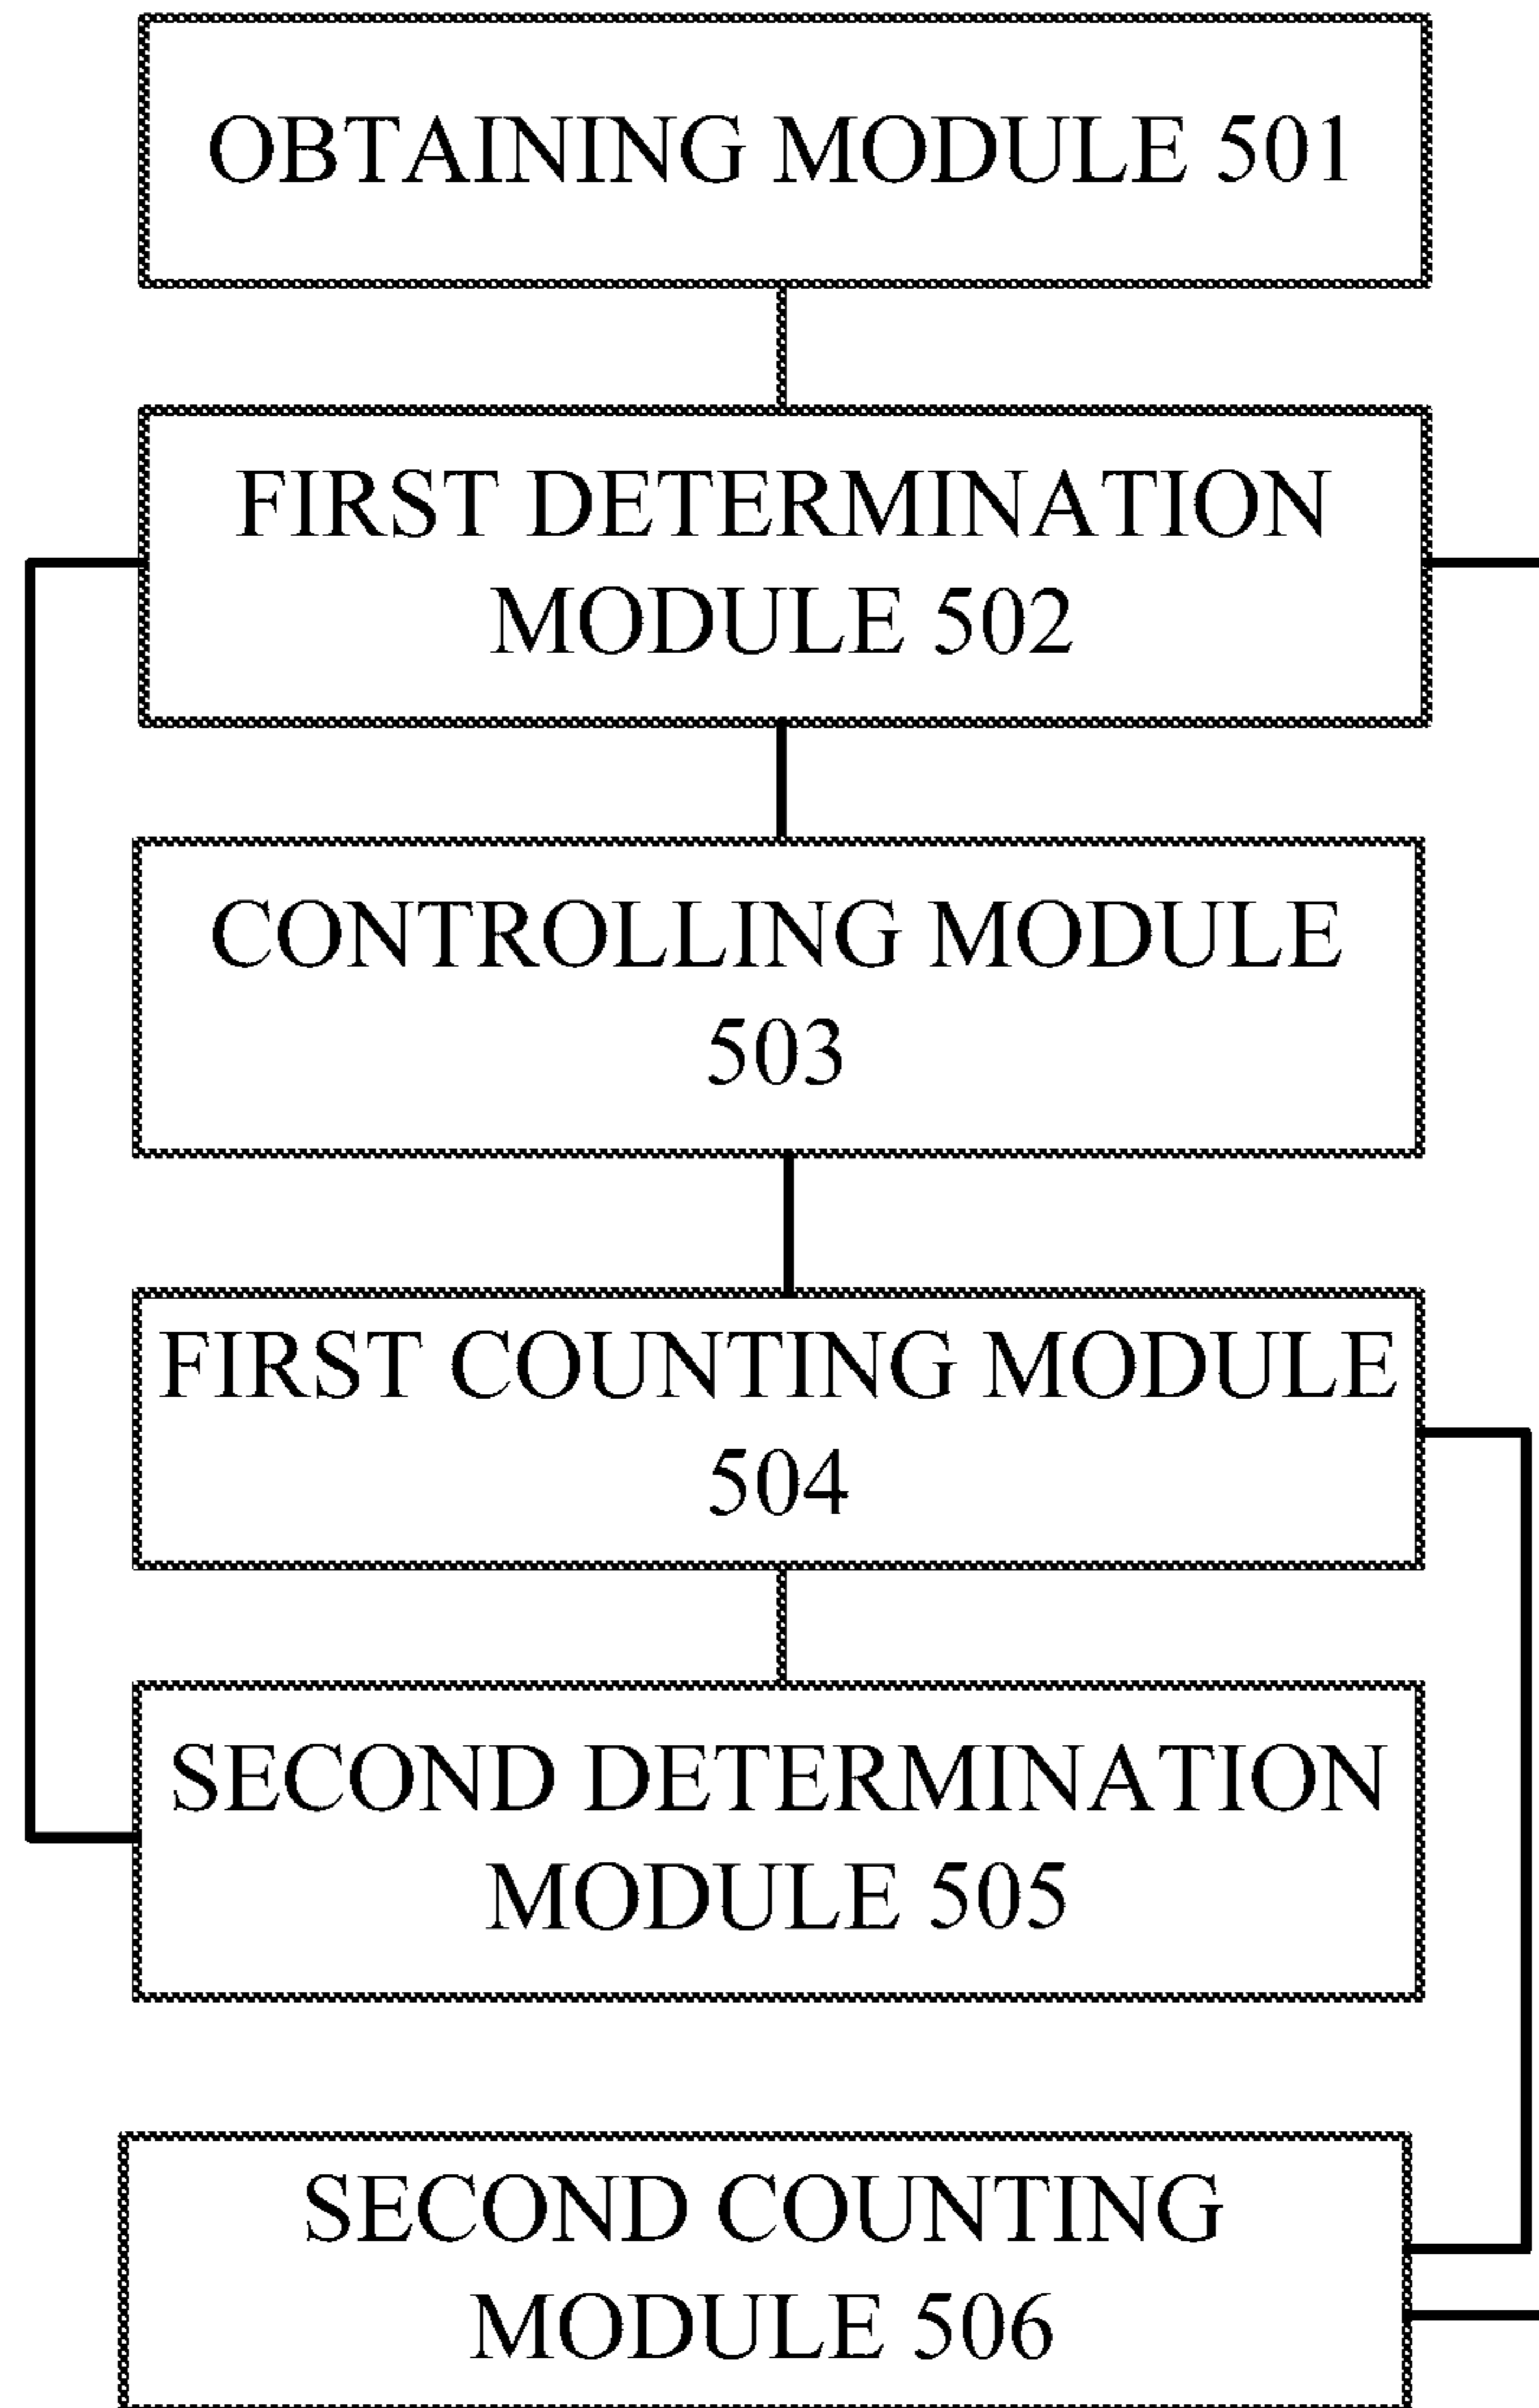 OBTAINING MODULE 501
FIRST DETERMINATION
MODULE 502
CONTROLLING MODULE
503
FIRST COUNTING MODULE
504
SECOND DETERMINATION
MODULE 505
SECOND COUNTING
MODULE 506